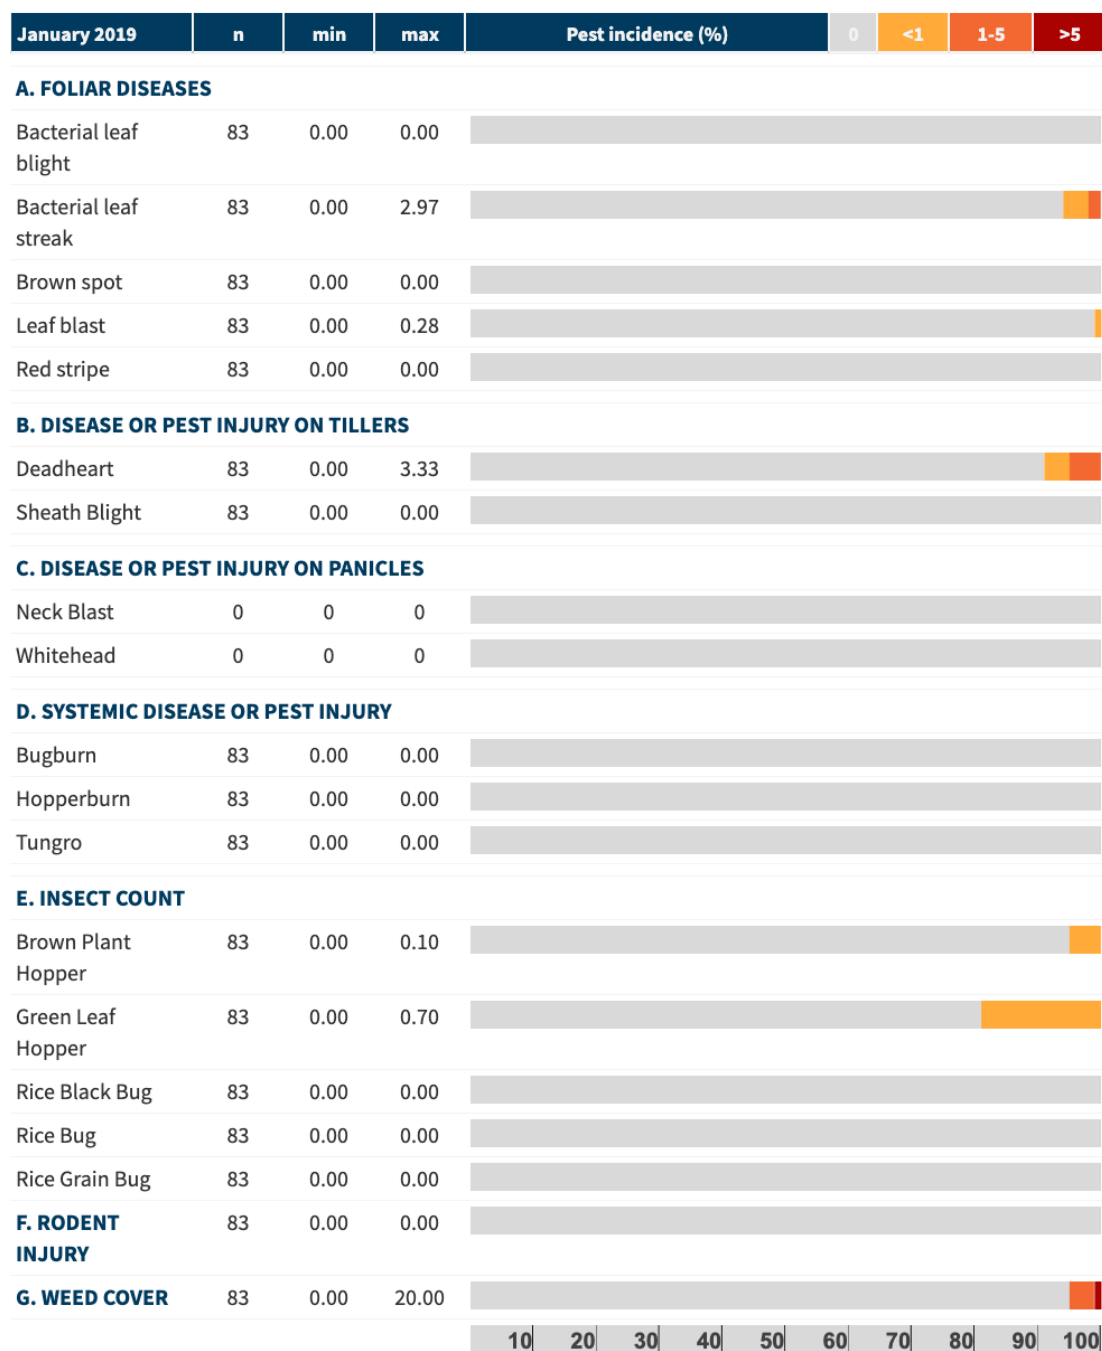 January 2019 n min max Pest incidence (%) 0 <1 1-5 >5
A. FOLIAR DISEASES
Bacterial leaf 83 0.00 0.00
blight
Bacterial leaf 83 0.00 2.97
streak
Brown spot 83 0.00 0.00
Leaf blast 83 0.00 0.28
Red stripe 83 0.00 0.00
B. DISEASE OR PEST INJURY ON TILLERS
Deadheart 83 0.00 3.33
Sheath Blight 83 0.00 0.00
C. DISEASE OR PEST INJURY ON PANICLES
Neck Blast 0 0 0
Whitehead 0 0 0
D. SYSTEMIC DISEASE OR PEST INJURY
Bugburn 83 0.00 0.00
Hopperburn 83 0.00 0.00
Tungro 83 0.00 0.00
E. INSECT COUNT
Brown Plant 83 0.00 0.10
Hopper
Green Leaf 83 0.00 0.70
Hopper
Rice Black Bug 83 0.00 0.00
Rice Bug 83 0.00 0.00
Rice Grain Bug 83 0.00 0.00
F. RODENT 83 0.00 0.00
INJURY
G. WEED COVER 83 0.00 20.00
10 20 30 40 50 60 70 80 90 100